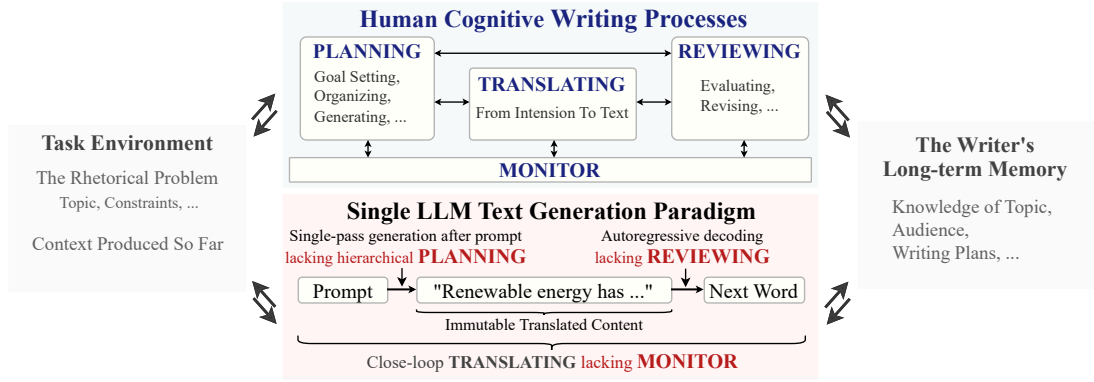 Human Cognitive Writing Processes
PLANNING
Goal Setting,
Organizing,
Generating, ...
TRANSLATING
From Intension To Text
REVIEWING
Evaluating,
Revising, ...
MONITOR
Task Environment
The Rhetorical Problem
Topic, Constraints, ...
Context Produced So Far
The Writer's
Long-term Memory
Knowledge of Topic,
Audience,
Writing Plans, ...
Single LLM Text Generation Paradigm
Single-pass generation after prompt
lacking hierarchical PLANNING
Autoregressive decoding
lacking REVIEWING
Prompt
"Renewable energy has ..."
Next Word
Immutable Translated Content
Close-loop TRANSLATING lacking MONITOR